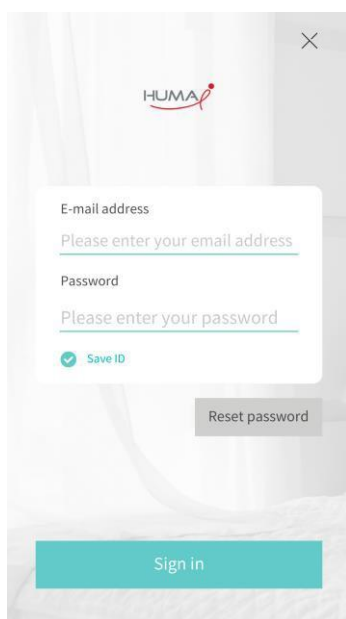 HUMA
E-mail address
Please enter your email address
Password
Please enter your password
Save ID
Reset password
Sign in